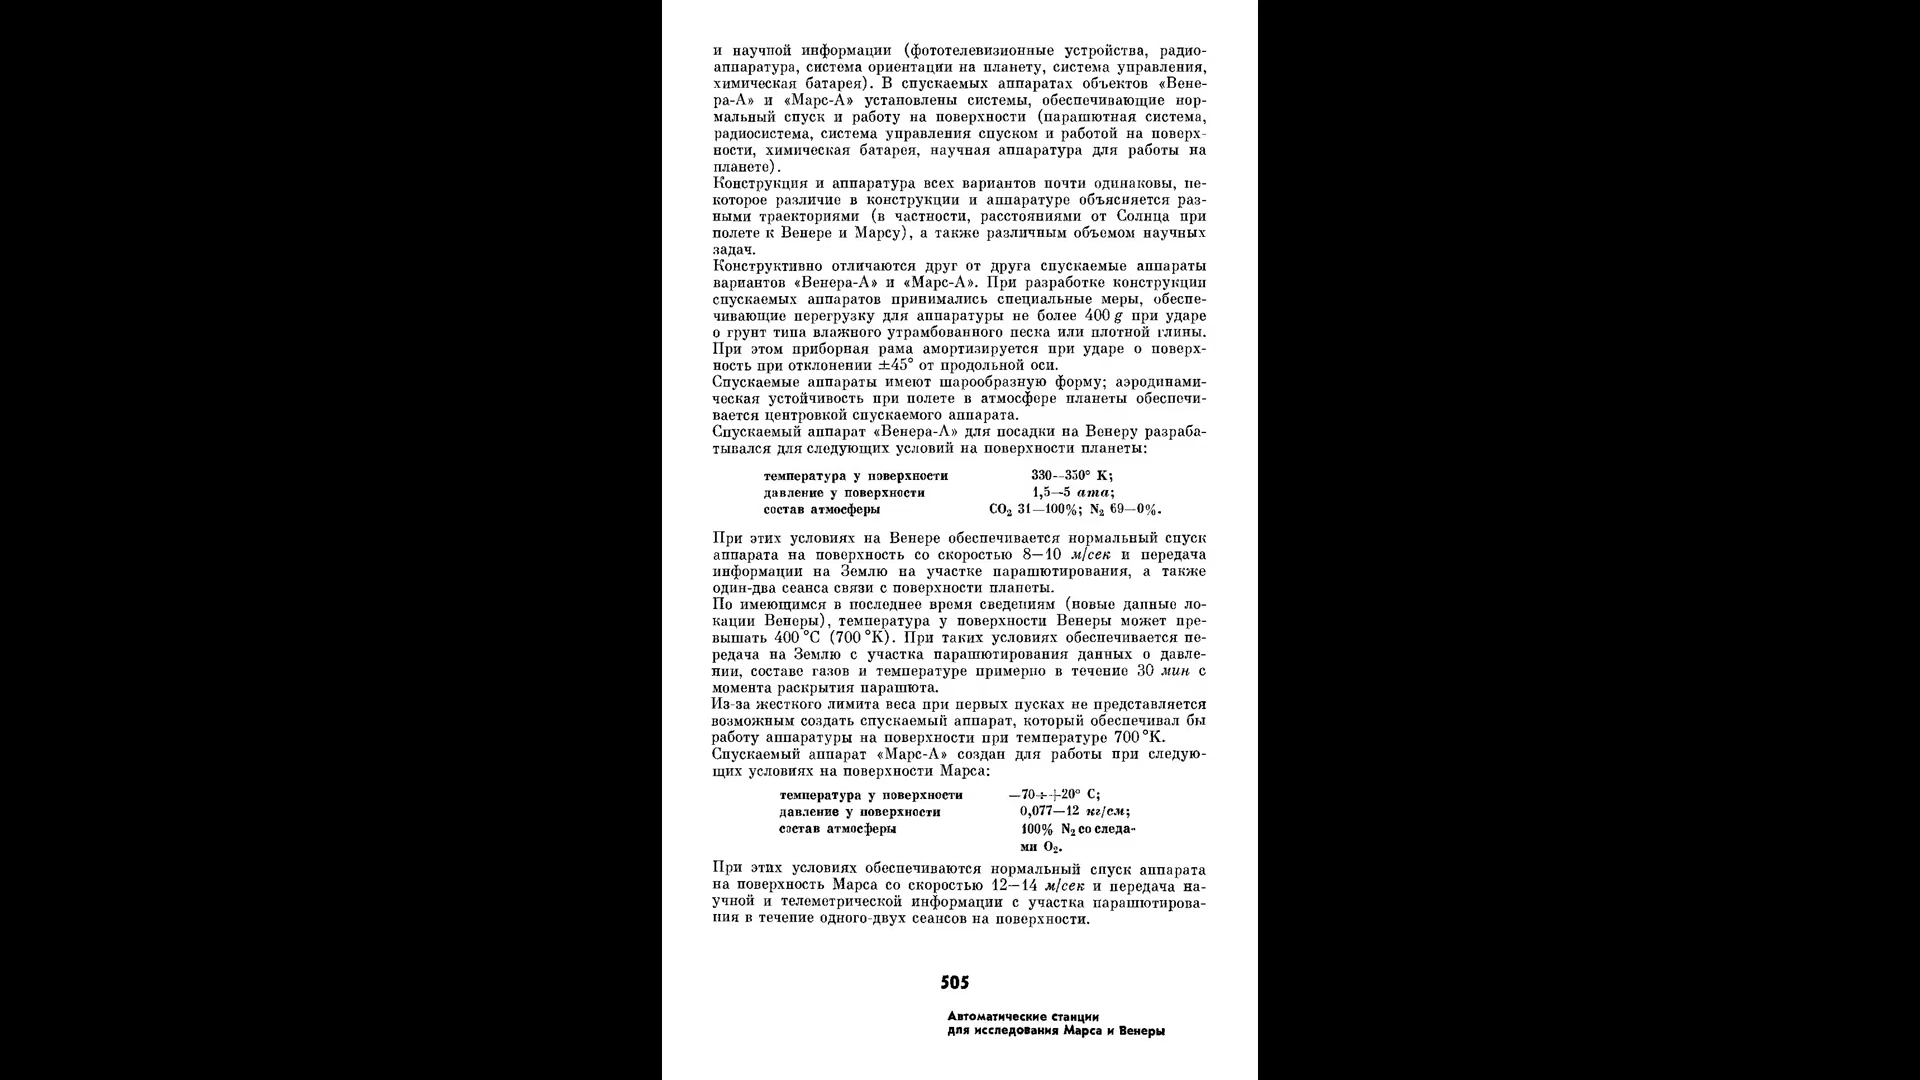 и научной информации (фототелевизионные устройства, радио-
аппаратура, система ориентации на планету, система управления,
химическая батарея). В спускаемых аппаратах объектов «Вене-
ра-А» и «Марс-А» установлены системы, обеспечивающие нор-
мальный спуск и работу на поверхности (парашютная система,
радиосистема, система управления спуском и работой на поверх-
ности, химическая батарея, научная аппаратура для работы на
планете).
Конструкция и аппаратура всех вариантов почти одинаковы, не-
которое различие в конструкции и аппаратуре объясняется раз-
ными траекториями (в частности, расстояниями от Солнца при
полете к Венере и Марсу), а также различным объемом научных
задач.
Конструктивно отличаются друг от друга спускаемые аппараты
вариантов «Венера-А» и «Марс-А». При разработке конструкции
спускаемых аппаратов принимались специальные меры, обеспе-
чивающие перегрузку для аппаратуры не более 400 g при ударе
о грунт типа влажного утрамбованного песка или плотной глины.
При этом приборная рама амортизируется при ударе о поверх-
ность при отклонении ±45° от продольной оси.
Спускаемые аппараты имеют шарообразную форму; аэродинами-
ческая устойчивость при полете в атмосфере планеты обеспечи-
вается центровкой спускаемого аппарата.
Спускаемый аппарат «Венера-А» для посадки на Венеру разраба-
тывался для следующих условий на поверхности планеты:
температура у поверхности 330—350° К;
давление у поверхности 1,5—5 ата;
состав атмосферы CO₂ 31—100%; N₂ 69—0%.
При этих условиях на Венере обеспечивается нормальный спуск
аппарата на поверхность со скоростью 8—10 м/сек и передача
информации на Землю на участке парашютирования, а также
один-два сеанса связи с поверхности планеты.
По имеющимся в последнее время сведениям (новые данные ло-
кации Венеры), температура у поверхности Венеры может пре-
вышать 400 °С (700 °К). При таких условиях обеспечивается пе-
редача на Землю с участка парашютирования данных о давле-
нии, составе газов и температуре примерно в течение 30 мин с
момента раскрытия парашюта.
Из-за жесткого лимита веса при первых пусках не представляется
возможным создать спускаемый аппарат, который обеспечивал бы
работу аппаратуры на поверхности при температуре 700 °К.
Спускаемый аппарат «Марс-А» создан для работы при следую-
щих условиях на поверхности Марса:
температура у поверхности —70÷+20° С;
давление у поверхности 0,077—12 кг/см;
состав атмосферы 100% N₂ со следа-
ми O₂.
При этих условиях обеспечиваются нормальный спуск аппарата
на поверхность Марса со скоростью 12—14 м/сек и передача на-
учной и телеметрической информации с участка парашютирова-
ния в течение одного-двух сеансов на поверхности.
505
Автоматические станции
для исследования Марса и Венеры